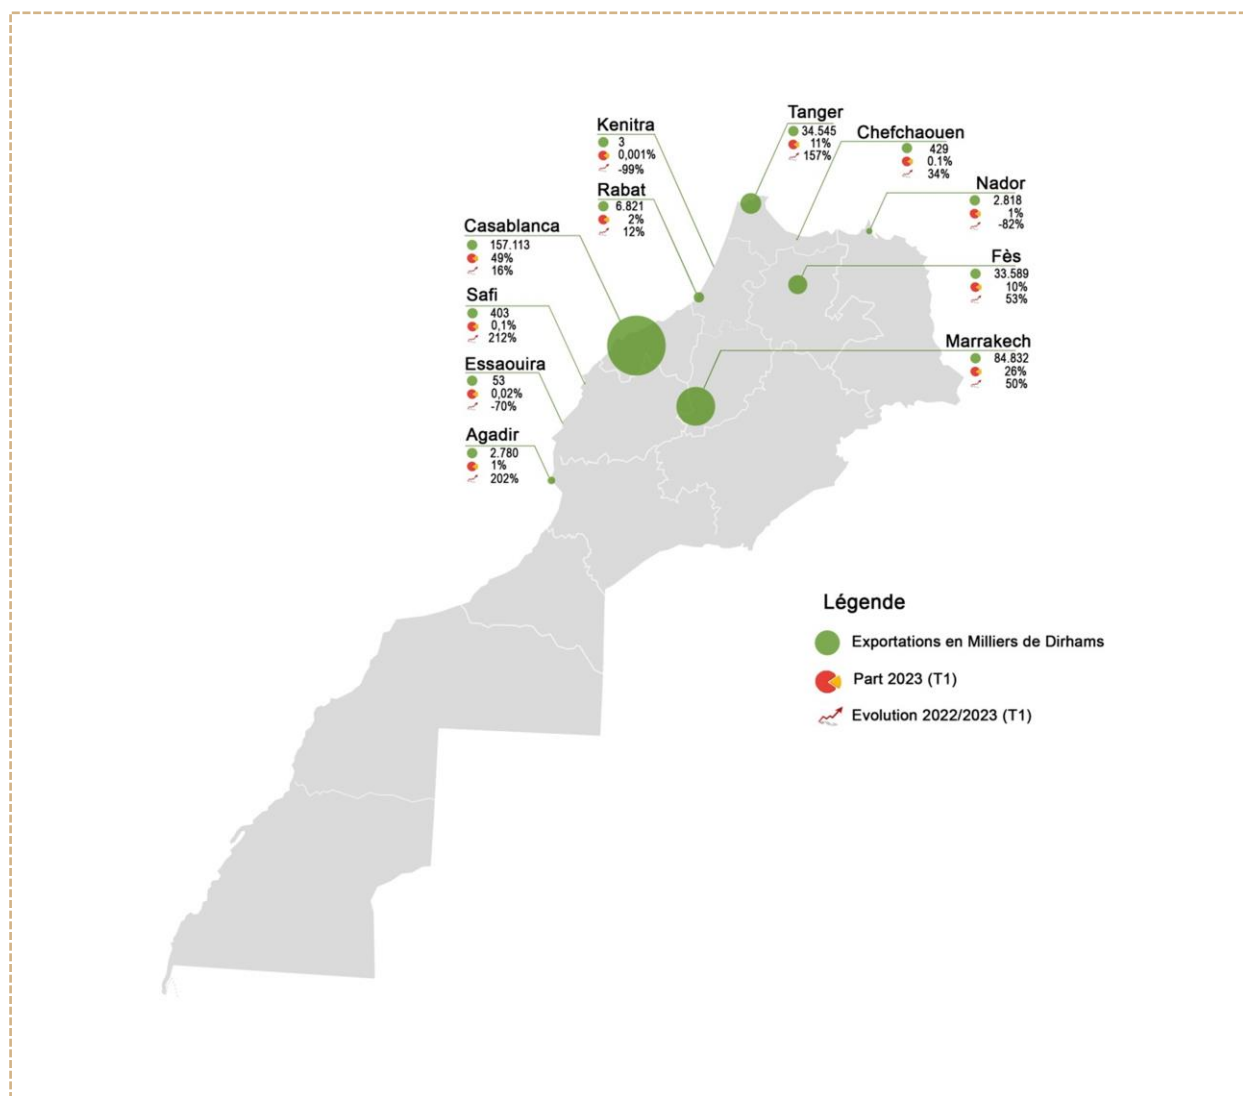 Tanger
34.545
11%
157%
Kenitra
3
0,001%
-99%
Chefchaouen
429
0.1%
34%
Nador
2.818
1%
-82%
Rabat
6.821
2%
12%
Casablanca
157.113
49%
16%
Fès
33.589
10%
53%
Safi
403
0,1%
212%
Marrakech
84.832
26%
50%
Essaouira
53
0,02%
-70%
Agadir
2.780
1%
202%
Légende
Exportations en Milliers de Dirhams
Part 2023 (T1)
Evolution 2022/2023 (T1)